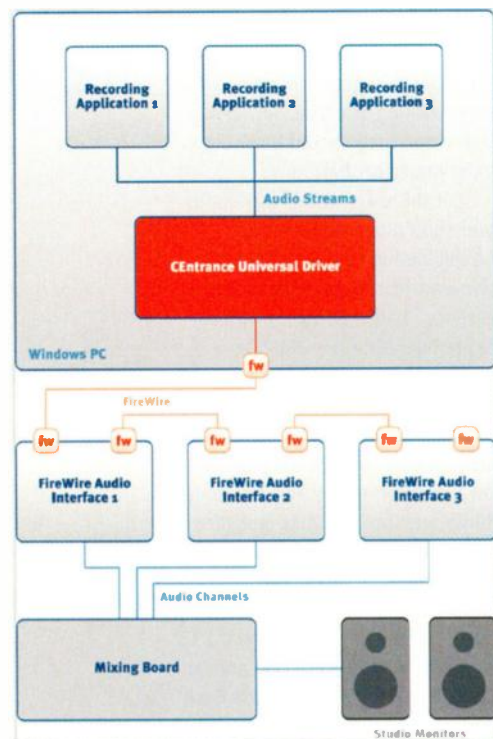 Recording
Application 1
Recording
Application 2
Recording
Application 3
Audio Streams
CEntrance Universal Driver
Windows PC
fw
FireWire
fw
fw
fw
fw
fw
fw
FireWire Audio
Interface 1
FireWire Audio
Interface 2
FireWire Audio
Interface 3
Audio Channels
Mixing Board
Studio Monitors